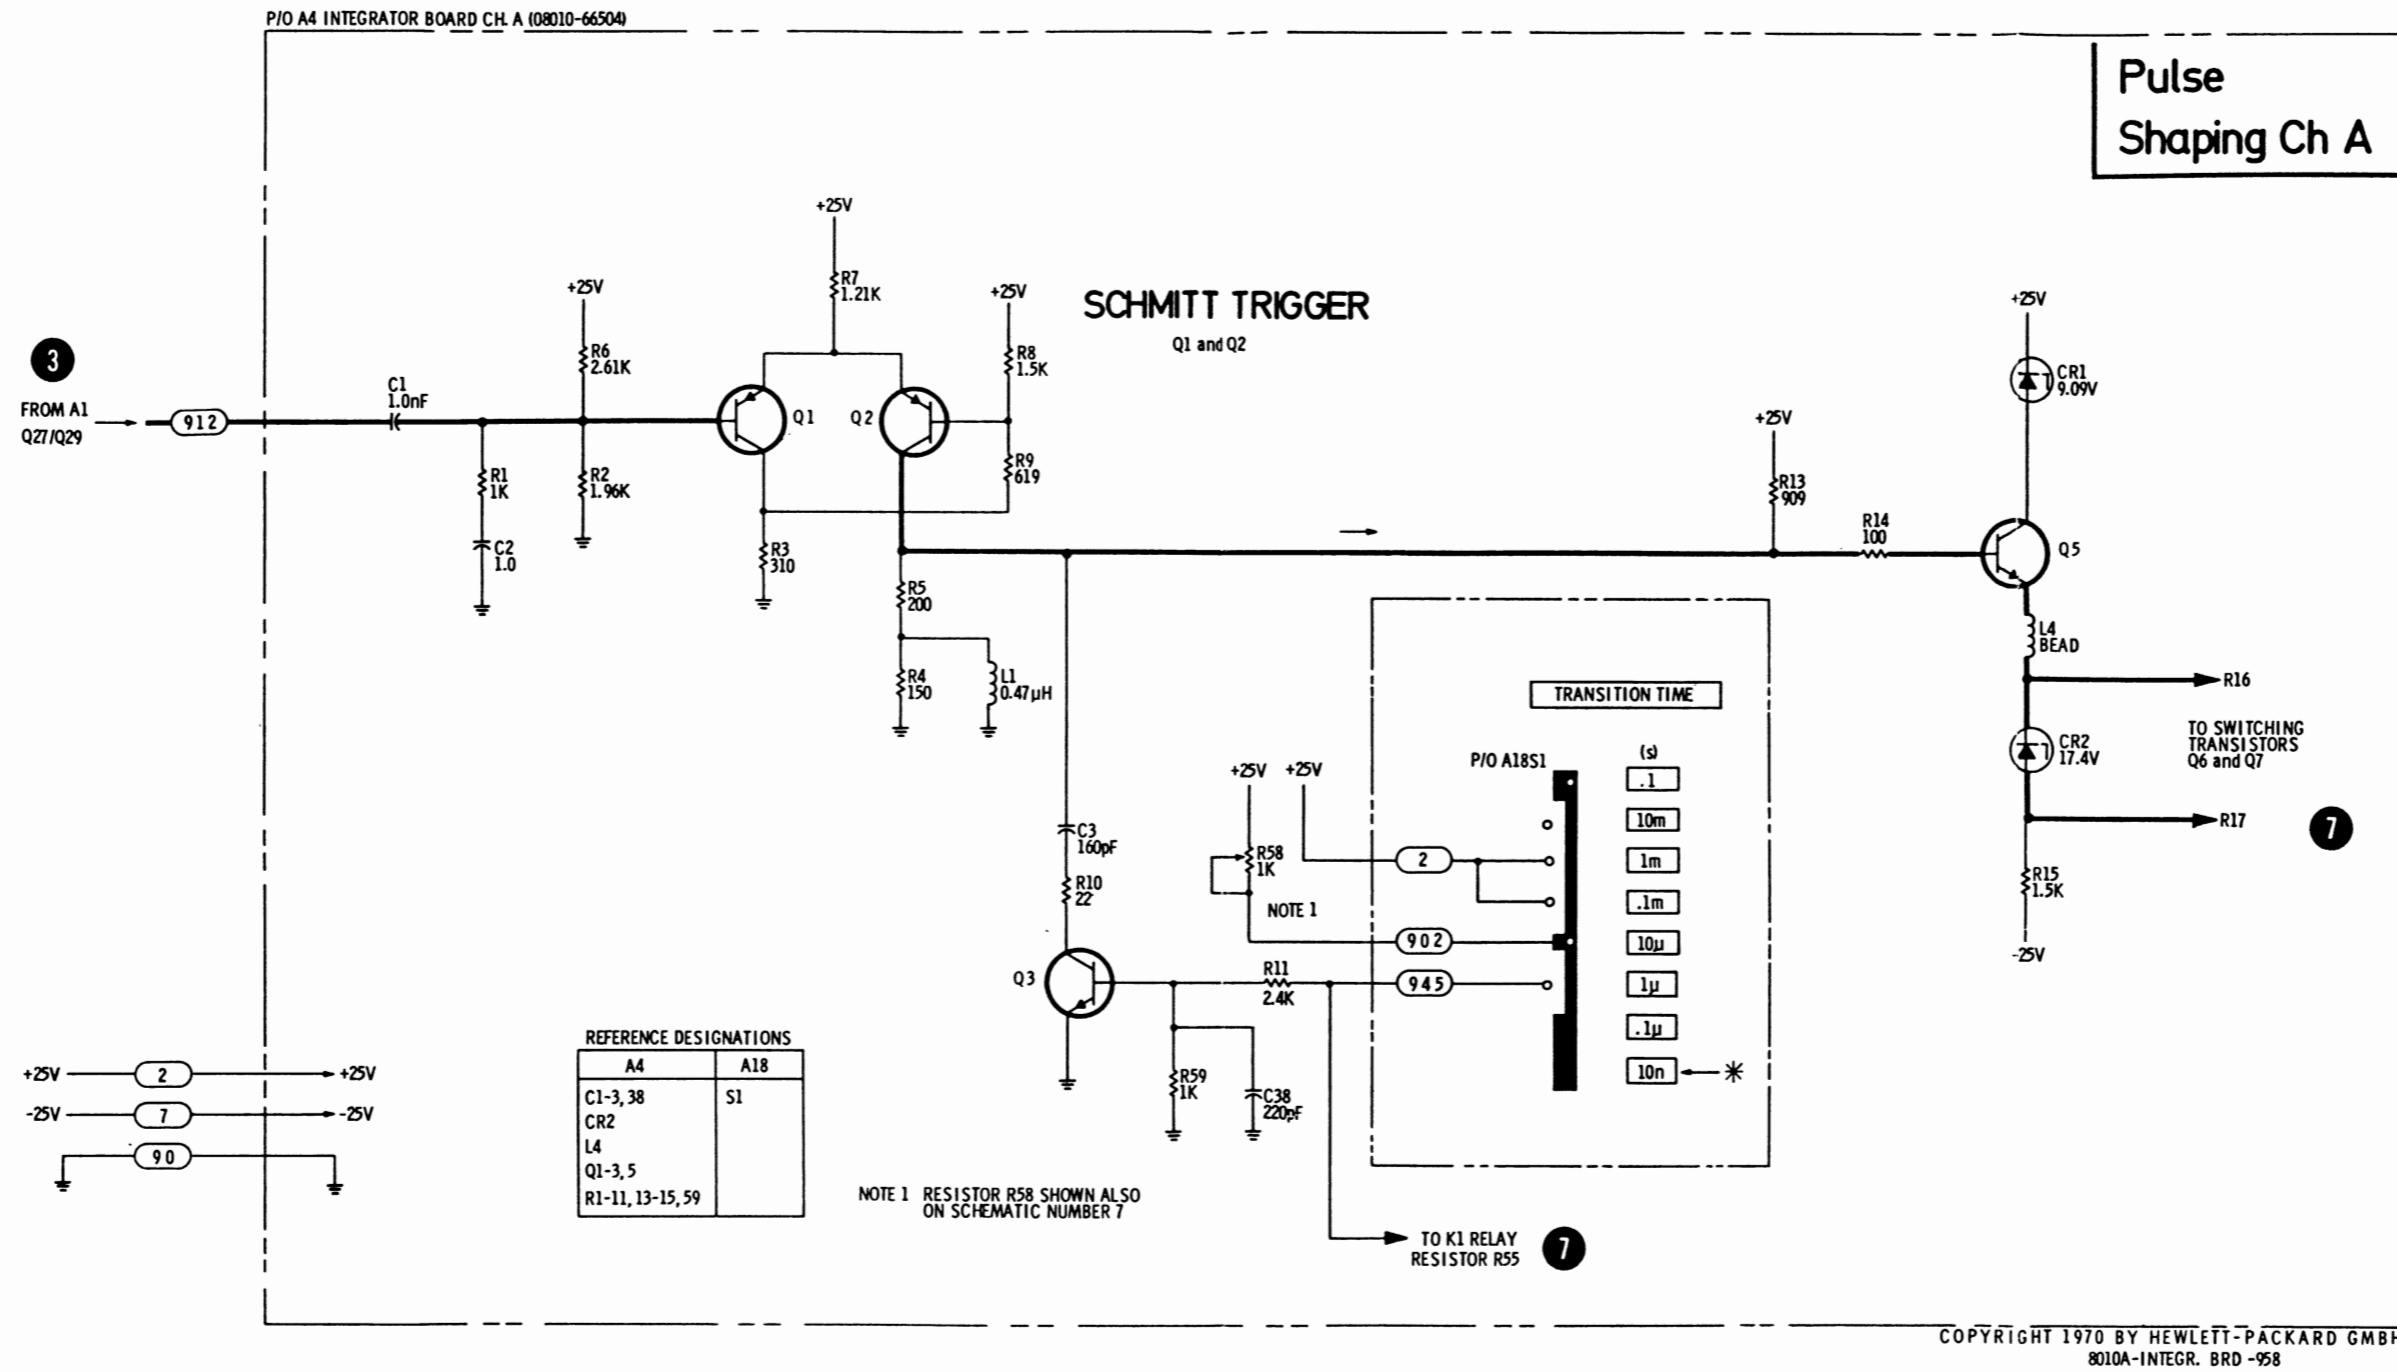 P/O A4 INTEGRATOR BOARD CH. A (08010-66504)
Pulse
Shaping Ch A
+25V
R7
1.21K
+25V
+25V
SCHMITT TRIGGER
Q1 and Q2
+25V
3
R6
2.61K
R8
1.5K
CR1
9.09V
C1
1.0nF
FROM A1
Q27/Q29
912
Q1
Q2
+25V
R1
1K
R2
1.96K
R9
619
R13
909
R14
100
Q5
C2
1.0
R3
310
R5
200
L4
BEAD
R4
150
L1
0.47µH
R16
TRANSITION TIME
TO SWITCHING
TRANSISTORS
Q6 and Q7
CR2
17.4V
P/O A18S1
(s)
+25V
+25V
.1
10m
R17
7
C3
160pF
R58
1K
2
1m
R10
22
R15
1.5K
.1m
NOTE 1
902
10µ
-25V
Q3
R11
2.4K
945
1µ
.1µ
10n
✳
REFERENCE DESIGNATIONS
A4
A18
C1-3, 38
S1
CR2
L4
Q1-3, 5
R1-11, 13-15, 59
R59
1K
C38
220pF
+25V
2
+25V
-25V
7
-25V
90
NOTE 1 RESISTOR R58 SHOWN ALSO
ON SCHEMATIC NUMBER 7
TO K1 RELAY
RESISTOR R55
7
COPYRIGHT 1970 BY HEWLETT-PACKARD GMBH
8010A-INTEGR. BRD -958